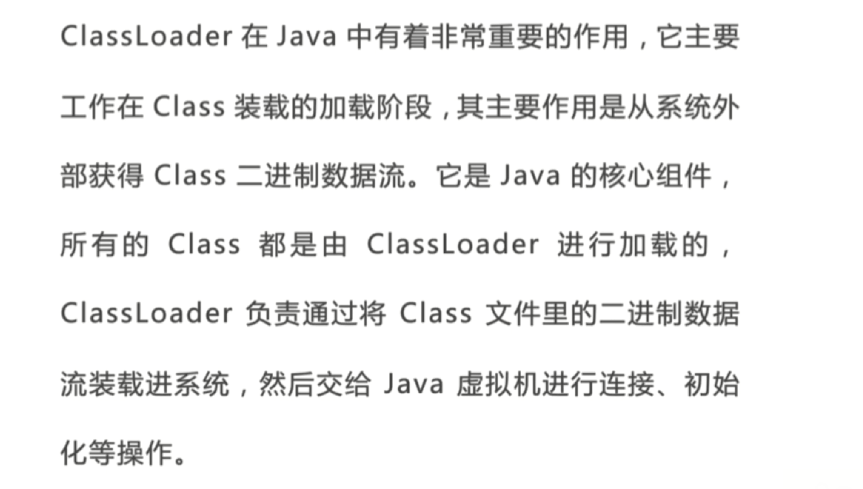 ClassLoader 在 Java 中有着非常重要的作用，它主要
工作在 Class 装载的加载阶段，其主要作用是从系统外
部获得 Class 二进制数据流。它是 Java 的核心组件，
所有的 Class 都是由 ClassLoader 进行加载的，
ClassLoader 负责通过将 Class 文件里的二进制数据
流装载进系统，然后交给 Java 虚拟机进行连接、初始
化等操作。